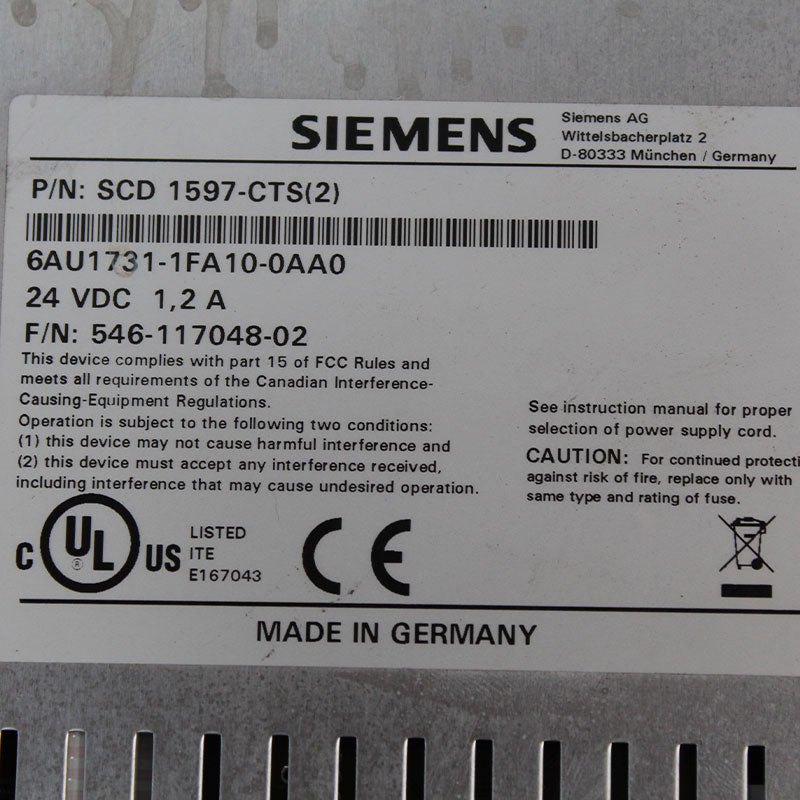 SIEMENS
Siemens AG
Wittelsbacherplatz 2
D-80333 München / Germany
P/N: SCD 1597-CTS(2)
6AU1731-1FA10-0AA0
24 VDC 1,2 A
F/N: 546-117048-02
This device complies with part 15 of FCC Rules and
meets all requirements of the Canadian Interference-
Causing-Equipment Regulations.
Operation is subject to the following two conditions:
(1) this device may not cause harmful interference and
(2) this device must accept any interference received,
including interference that may cause undesired operation.
See instruction manual for proper
selection of power supply cord.
CAUTION: For continued protecti
against risk of fire, replace only with
same type and rating of fuse.
C UL ® US
LISTED
ITE
E167043
CE
MADE IN GERMANY